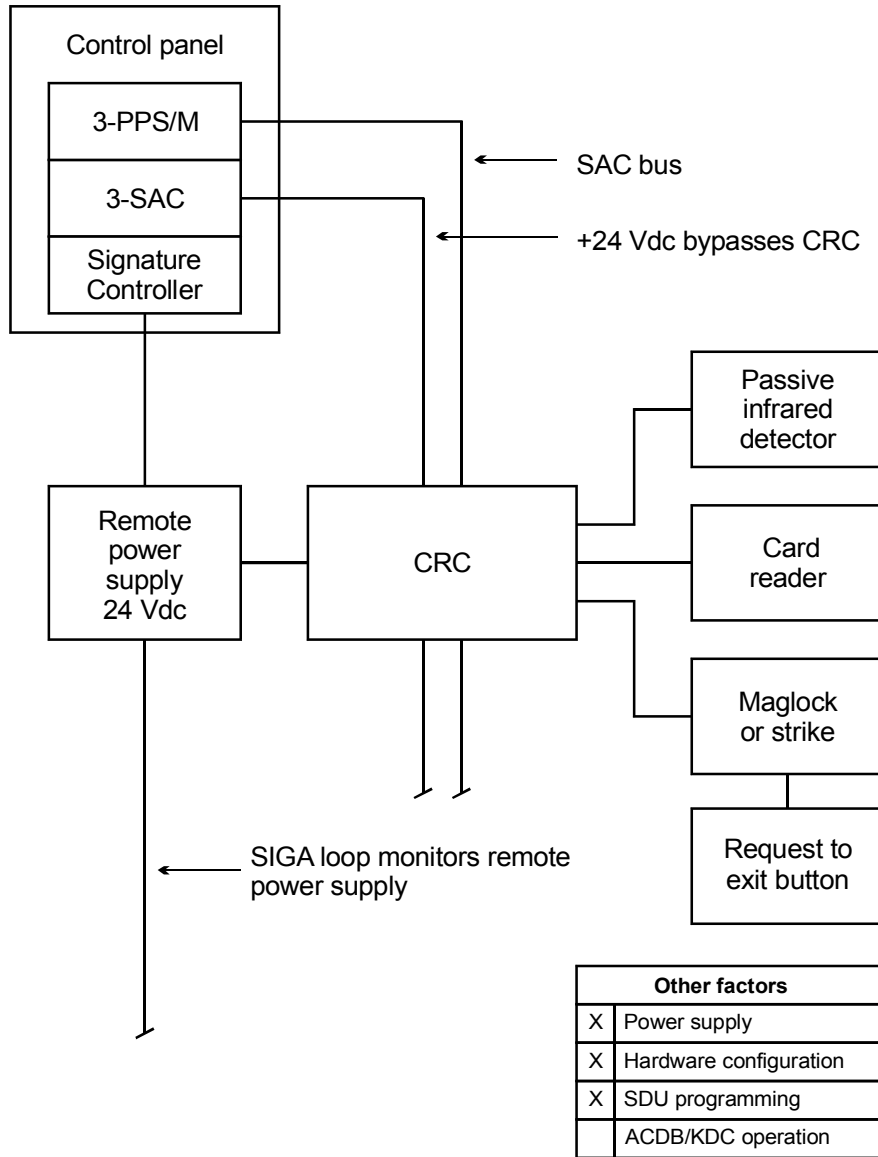 Control panel
3-PPS/M
3-SAC
Signature
Controller
SAC bus
+24 Vdc bypasses CRC
Passive
infrared
detector
Remote
power
supply
24 Vdc
CRC
Card
reader
Maglock
or strike
Request to
exit button
SIGA loop monitors remote
power supply
Other factors
X Power supply
X Hardware configuration
X SDU programming
ACDB/KDC operation